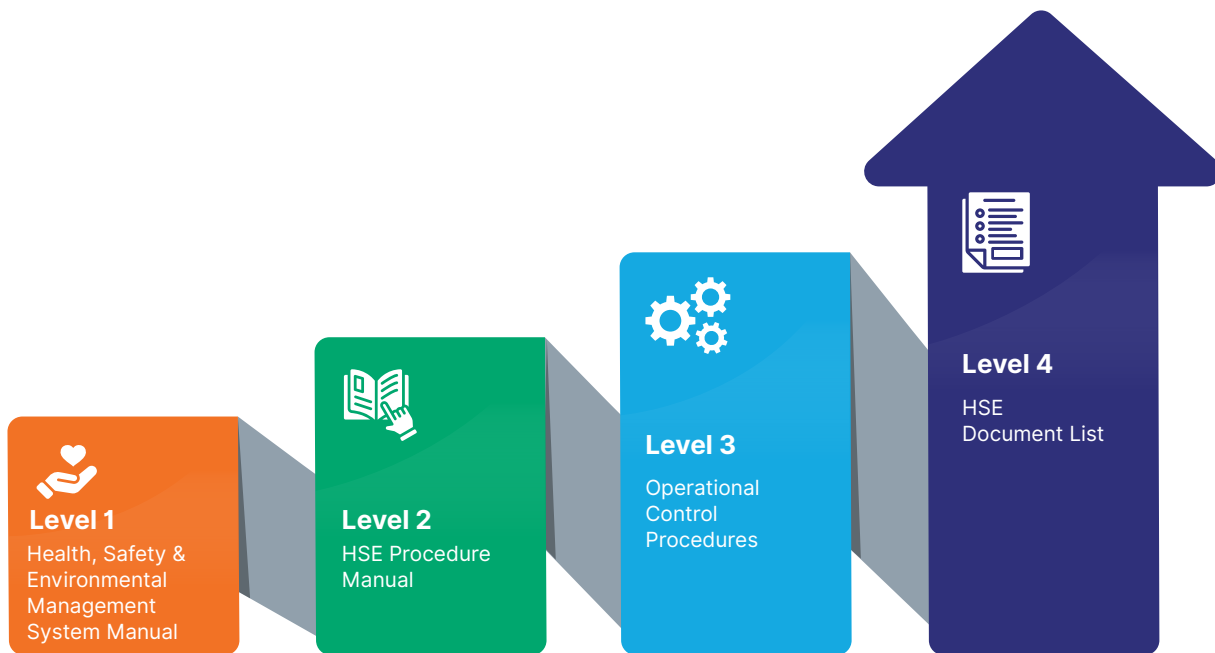 Level 1
Health, Safety &
Environmental
Management
System Manual
Level 2
HSE Procedure
Manual
Level 3
Operational
Control
Procedures
Level 4
HSE
Document List